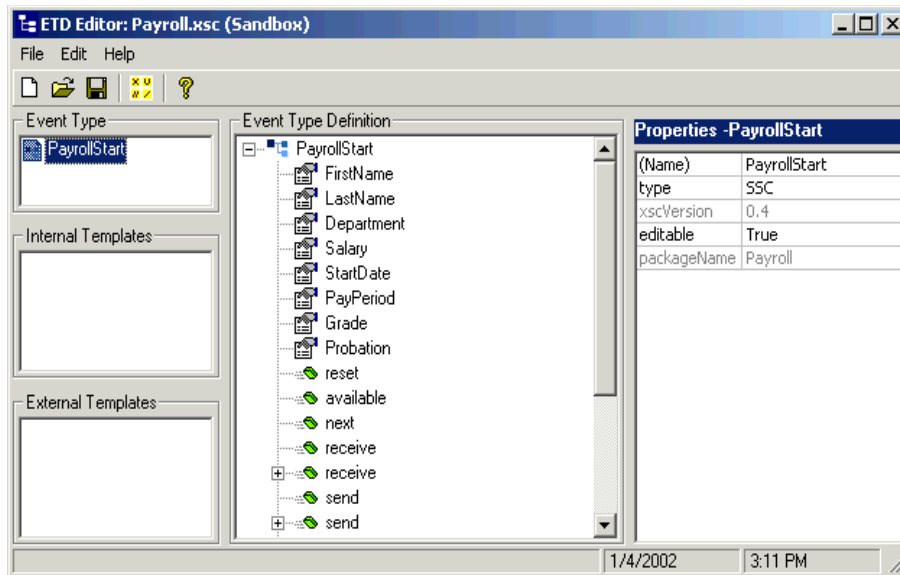 ETD Editor: Payroll.xsc (Sandbox)
File Edit Help
Event Type
PayrollStart
Internal Templates
External Templates
Event Type Definition
PayrollStart
FirstName
LastName
Department
Salary
StartDate
PayPeriod
Grade
Probation
reset
available
next
receive
receive
send
send
Properties -PayrollStart
(Name) PayrollStart
type SSC
xscVersion 0.4
editable True
packageName Payroll
1/4/2002 3:11 PM